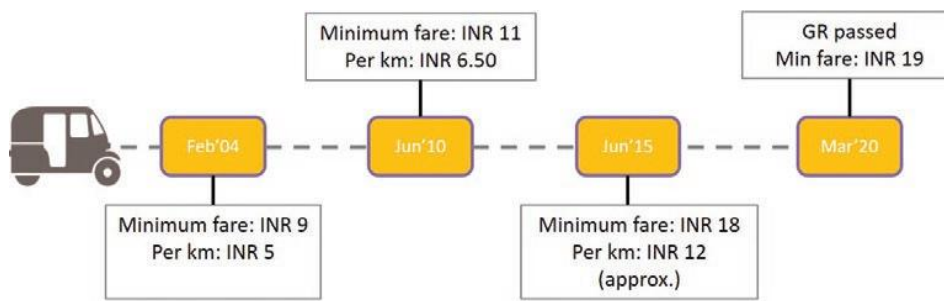 Minimum fare: INR 11
Per km: INR 6.50
GR passed
Min fare: INR 19
Feb'04
Jun'10
Jun'15
Mar'20
Minimum fare: INR 9
Per km: INR 5
Minimum fare: INR 18
Per km: INR 12
(approx.)